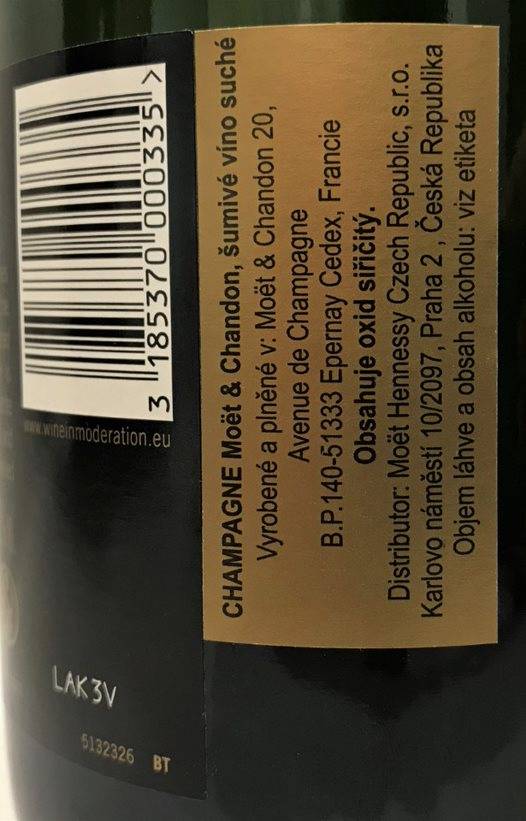 3 185370 000335 >
www.wineinmoderation.eu
LAK3V
5132326 BT
CHAMPAGNE Moët & Chandon, šumivé víno suché
Vyrobené a plněné v: Moët & Chandon 20,
Avenue de Champagne
B.P.140-51333 Epernay Cedex, Francie
Obsahuje oxid siřičitý.
Distributor: Moët Hennessy Czech Republic, s.r.o.
Karlovo náměstí 10/2097, Praha 2 , Česká Republika
Objem láhve a obsah alkoholu: viz etiketa